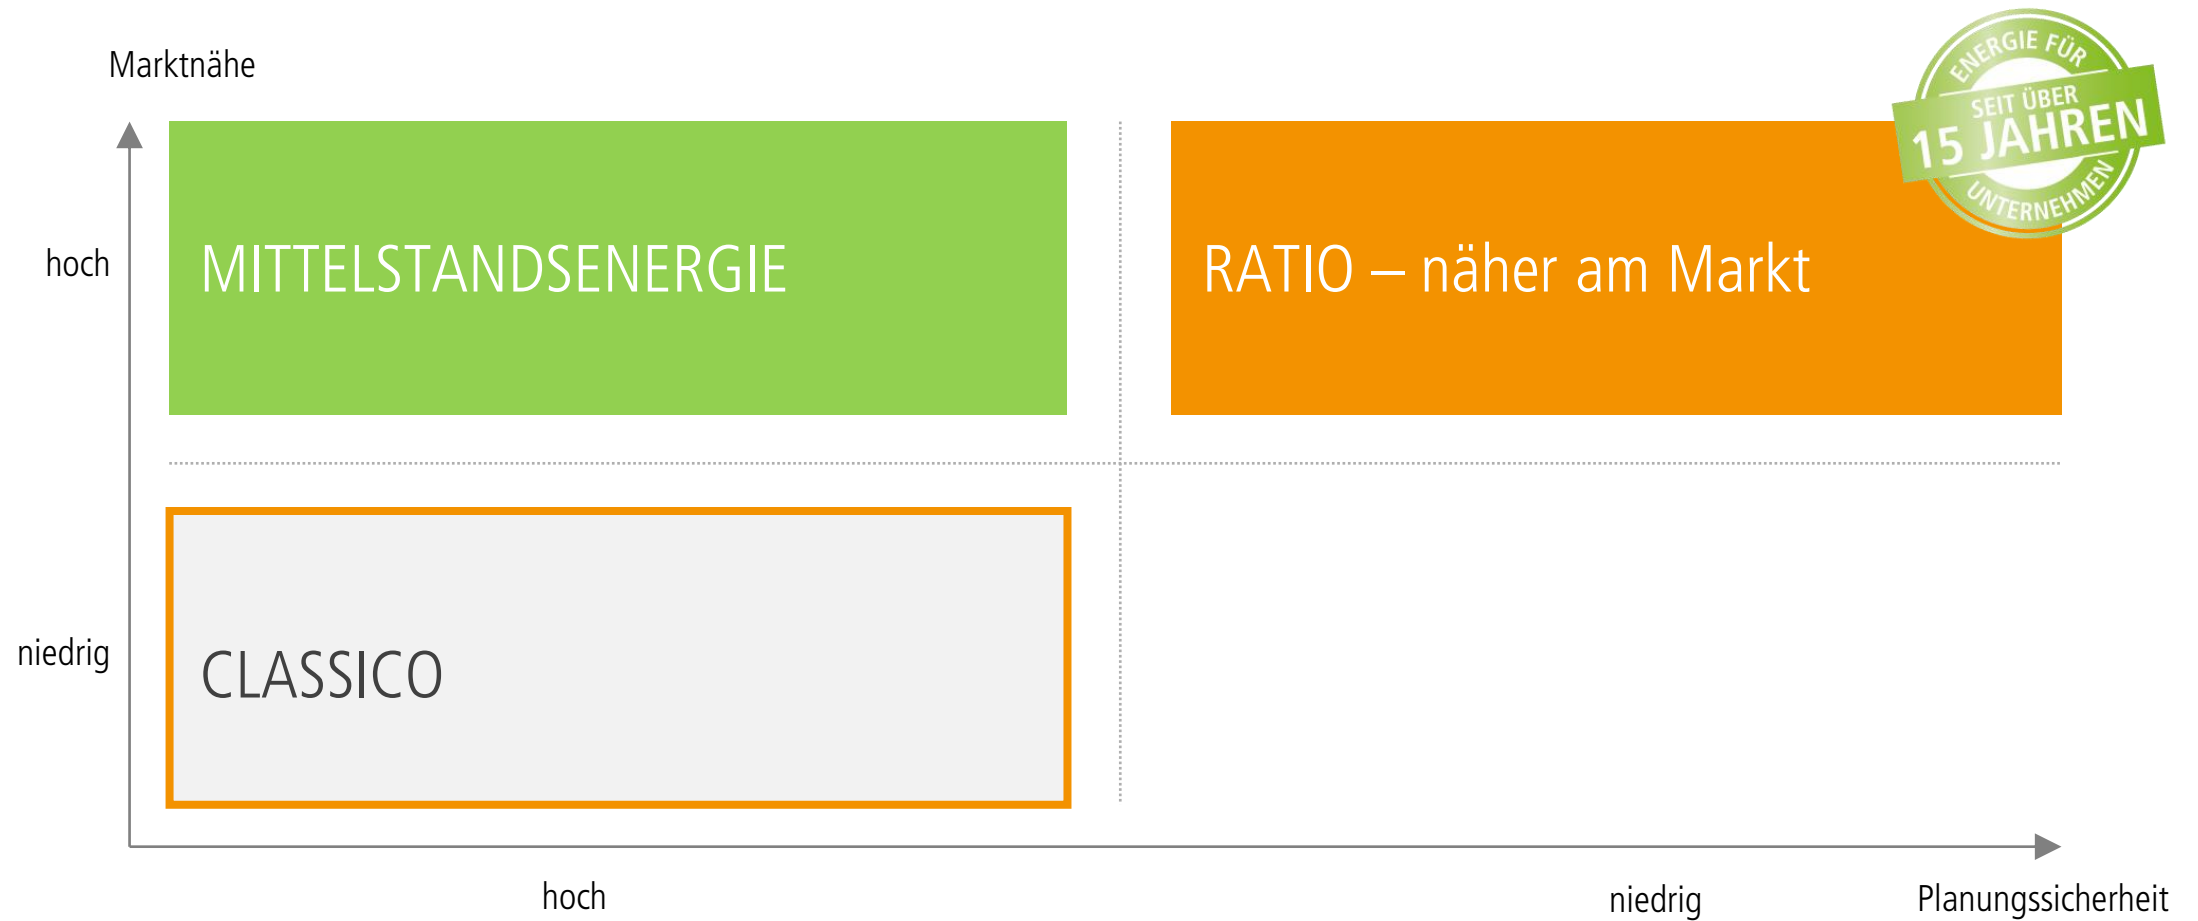 Marktnähe
ENERGIE FÜR
SEIT ÜBER
15 JAHREN
UNTERNEHMEN
hoch
MITTELSTANDSENERGIE
RATIO – näher am Markt
niedrig
CLASSICO
hoch
niedrig
Planungssicherheit